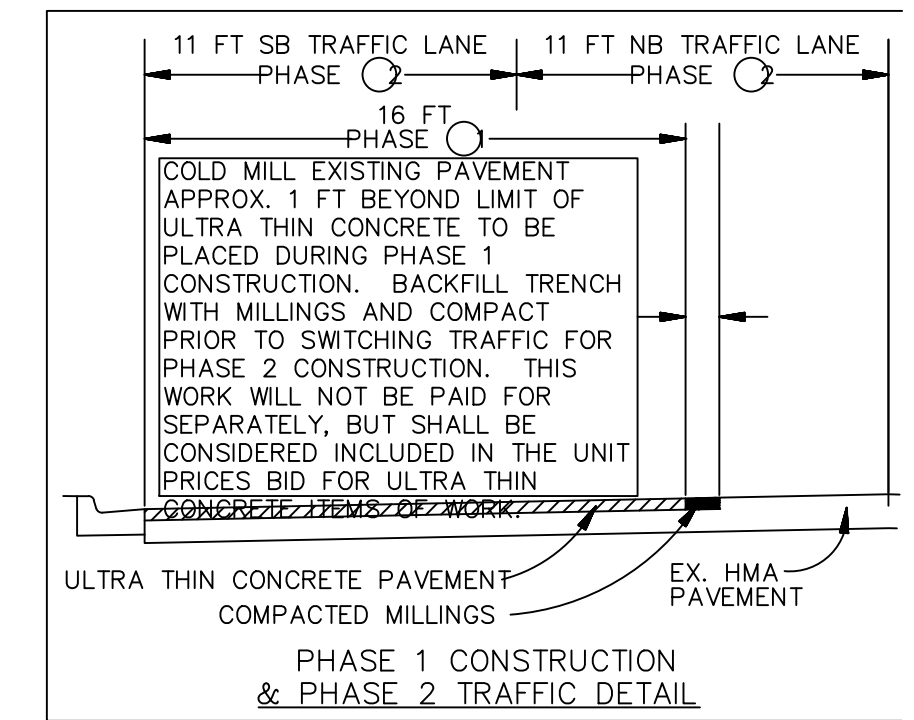 11 FT SB TRAFFIC LANE 11 FT NB TRAFFIC LANE
PHASE 2 PHASE 2
16 FT
PHASE 1
COLD MILL EXISTING PAVEMENT
APPROX. 1 FT BEYOND LIMIT OF
ULTRA THIN CONCRETE TO BE
PLACED DURING PHASE 1
CONSTRUCTION. BACKFILL TRENCH
WITH MILLINGS AND COMPACT
PRIOR TO SWITCHING TRAFFIC FOR
PHASE 2 CONSTRUCTION. THIS
WORK WILL NOT BE PAID FOR
SEPARATELY, BUT SHALL BE
CONSIDERED INCLUDED IN THE UNIT
PRICES BID FOR ULTRA THIN
CONCRETE ITEMS OF WORK.
ULTRA THIN CONCRETE PAVEMENT
COMPACTED MILLINGS
EX. HMA
PAVEMENT
PHASE 1 CONSTRUCTION
& PHASE 2 TRAFFIC DETAIL